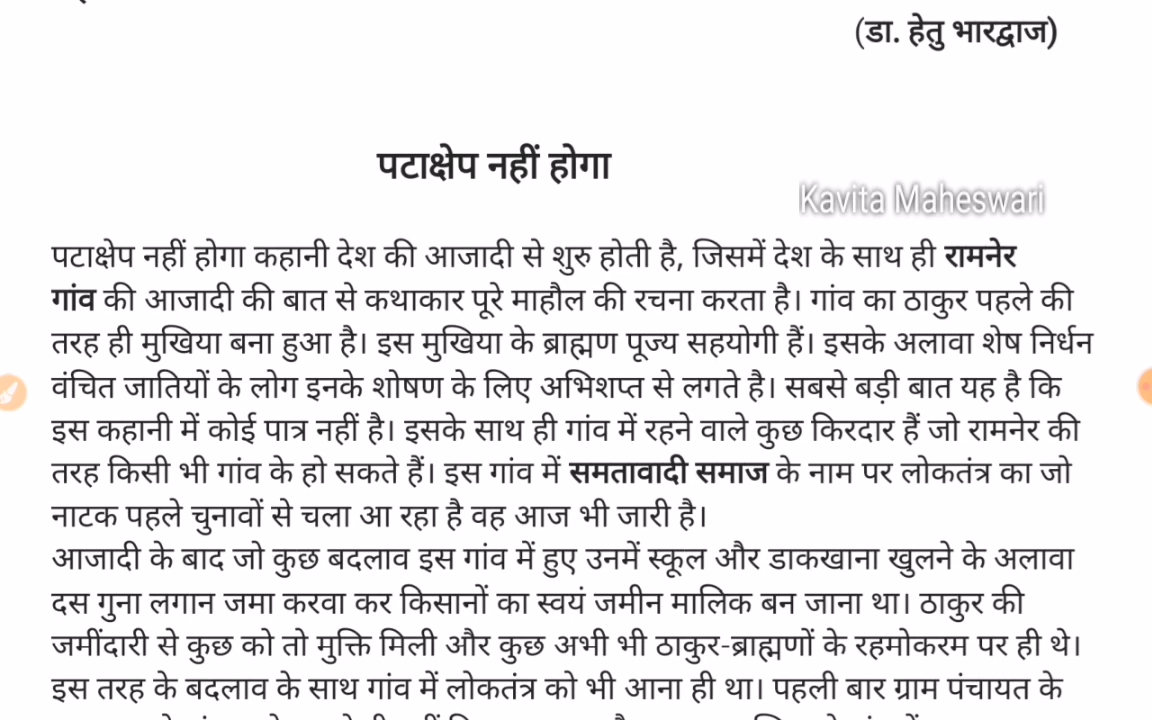 (डा. हेतु भारद्वाज)
पटाक्षेप नहीं होगा
Kavita Maheswari
पटाक्षेप नहीं होगा कहानी देश की आजादी से शुरु होती है, जिसमें देश के साथ ही रामनेर
गांव की आजादी की बात से कथाकार पूरे माहौल की रचना करता है। गांव का ठाकुर पहले की
तरह ही मुखिया बना हुआ है। इस मुखिया के ब्राह्मण पूज्य सहयोगी हैं। इसके अलावा शेष निर्धन
वंचित जातियों के लोग इनके शोषण के लिए अभिशप्त से लगते है। सबसे बड़ी बात यह है कि
इस कहानी में कोई पात्र नहीं है। इसके साथ ही गांव में रहने वाले कुछ किरदार हैं जो रामनेर की
तरह किसी भी गांव के हो सकते हैं। इस गांव में समतावादी समाज के नाम पर लोकतंत्र का जो
नाटक पहले चुनावों से चला आ रहा है वह आज भी जारी है।
आजादी के बाद जो कुछ बदलाव इस गांव में हुए उनमें स्कूल और डाकखाना खुलने के अलावा
दस गुना लगान जमा करवा कर किसानों का स्वयं जमीन मालिक बन जाना था। ठाकुर की
जमींदारी से कुछ को तो मुक्ति मिली और कुछ अभी भी ठाकुर-ब्राह्मणों के रहमोकरम पर ही थे।
इस तरह के बदलाव के साथ गांव में लोकतंत्र को भी आना ही था। पहली बार ग्राम पंचायत के